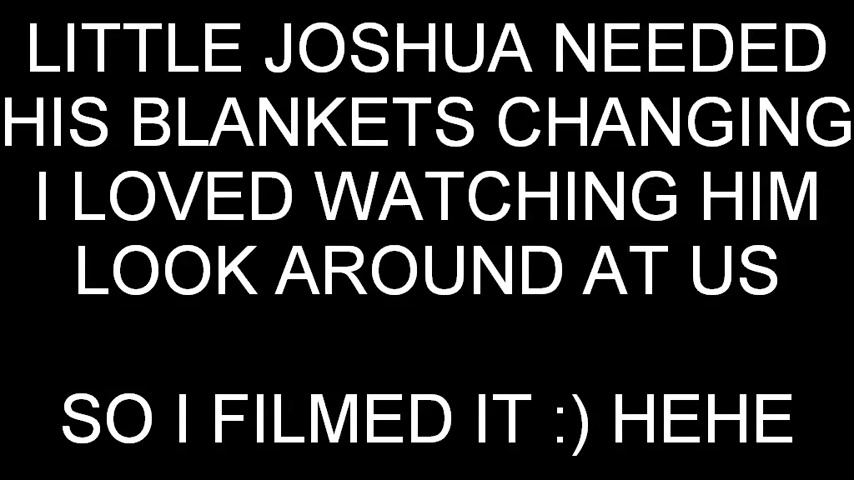 LITTLE JOSHUA NEEDED
HIS BLANKETS CHANGING
I LOVED WATCHING HIM
LOOK AROUND AT US
SO I FILMED IT :) HEHE